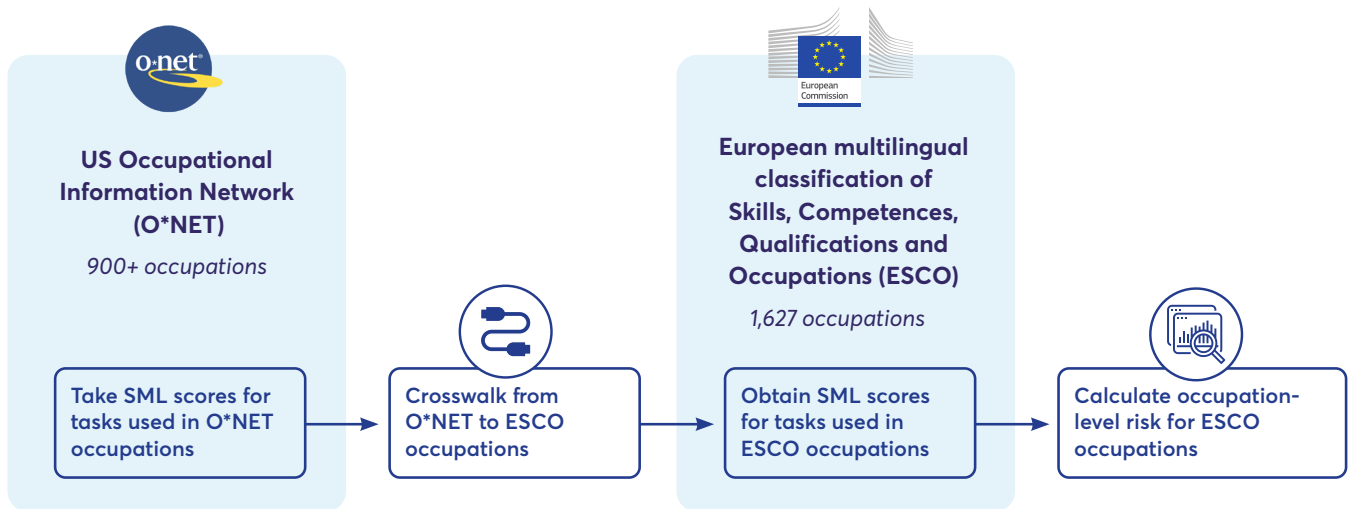 o*net®
US Occupational
Information Network
(O*NET)
900+ occupations
Take SML scores for
tasks used in O*NET
occupations
Crosswalk from
O*NET to ESCO
occupations
European
Commission
European multilingual
classification of
Skills, Competences,
Qualifications and
Occupations (ESCO)
1,627 occupations
Obtain SML scores
for tasks used in
ESCO occupations
Calculate occupation-
level risk for ESCO
occupations